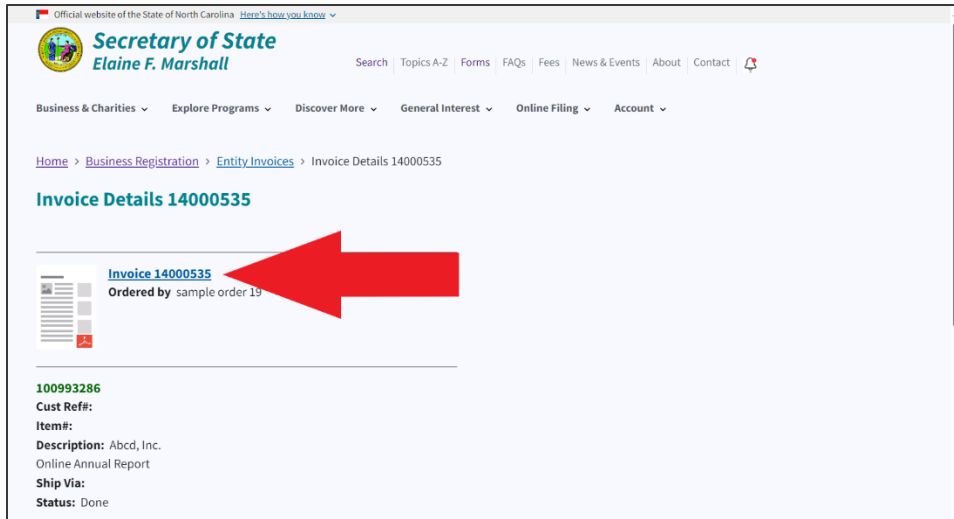 Official website of the State of North Carolina Here's how you know
Secretary of State
Elaine F. Marshall
Search Topics A-Z Forms FAQs Fees News & Events About Contact
Business & Charities Explore Programs Discover More General Interest Online Filing Account
Home > Business Registration > Entity Invoices > Invoice Details 14000535
Invoice Details 14000535
Invoice 14000535
Ordered by sample order 19
100993286
Cust Ref#:
Item#:
Description: Abcd, Inc.
Online Annual Report
Ship Via:
Status: Done